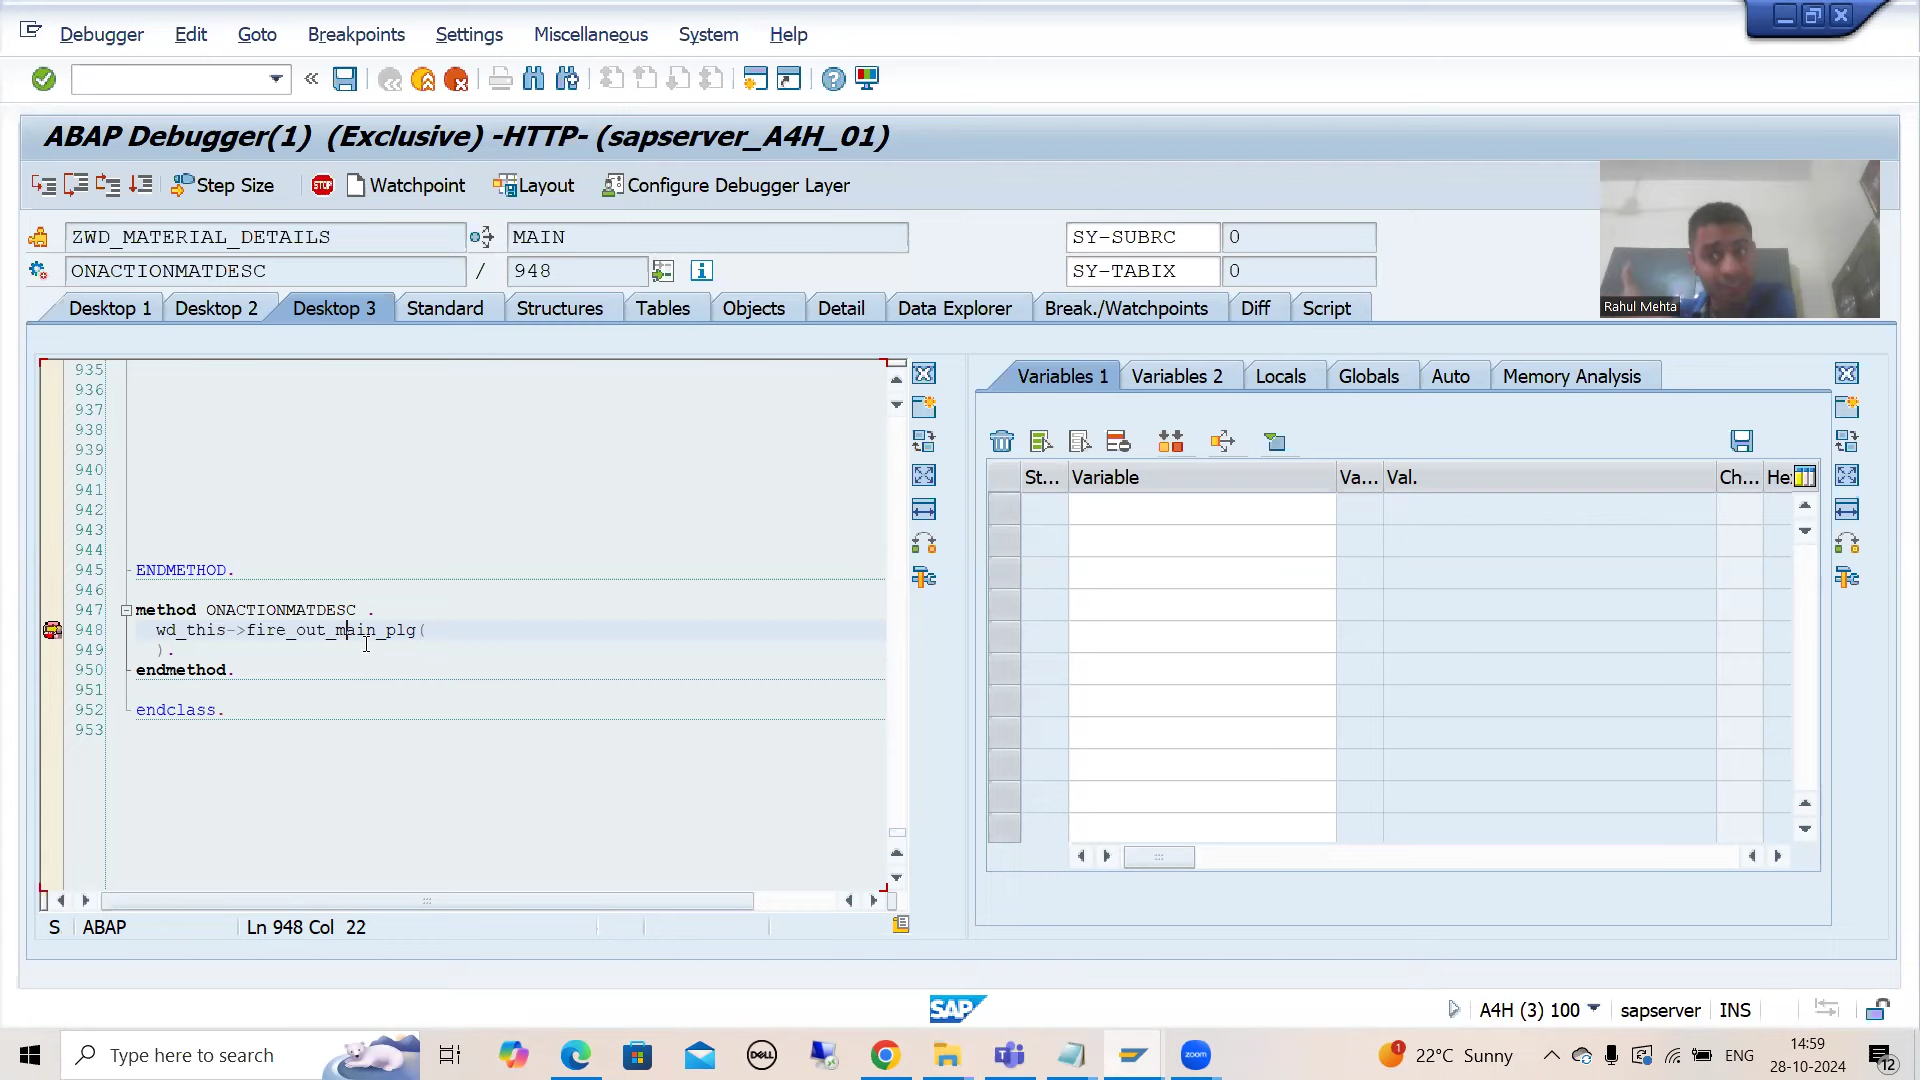 Debugger Edit Goto Breakpoints Settings Miscellaneous System Help
ABAP Debugger(1) (Exclusive) -HTTP- (sapserver_A4H_01)
Step Size STOP Watchpoint Layout Configure Debugger Layer
ZWD_MATERIAL_DETAILS MAIN SY-SUBRC 0
ONACTIONMATDESC / 948 SY-TABIX 0
Rahul Mehta
Desktop 1 Desktop 2 Desktop 3 Standard Structures Tables Objects Detail Data Explorer Break./Watchpoints Diff Script
Variables 1 Variables 2 Locals Globals Auto Memory Analysis
St... Variable Va... Val. Ch... He
935
936
937
938
939
940
941
942
943
944
945 ENDMETHOD.
946
947 method ONACTIONMATDESC .
948 wd_this->fire_out_main_plg(
949 ).
950 endmethod.
951
952 endclass.
953
S ABAP Ln 948 Col 22
SAP
A4H (3) 100 sapserver INS
Type here to search
DELL
zoom
1
22°C Sunny
ENG
14:59
28-10-2024
12